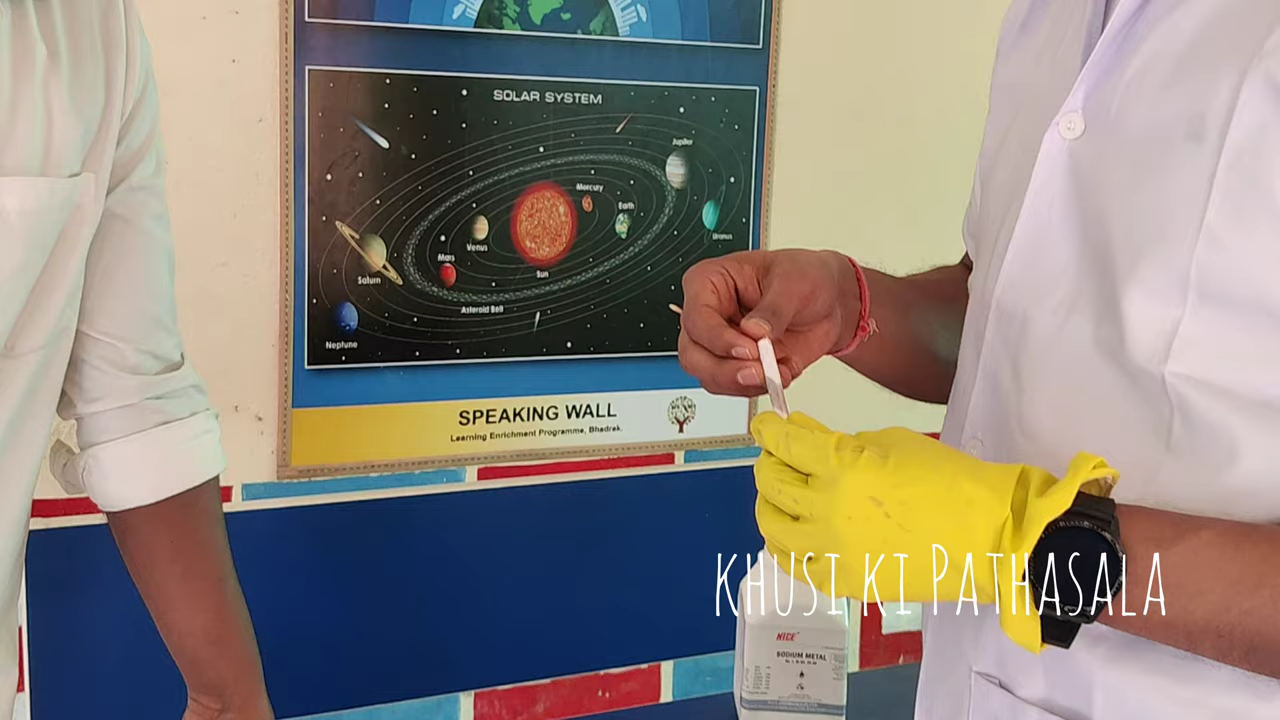 SOLAR SYSTEM
Jupiter
Mercury
Earth
Uranus
Venus
Mars
Sun
Saturn
Asteroid Belt
Neptune
SPEAKING WALL
Learning Enrichment Programme, Bhadrak.
KHUSI KI PATHASALA
NICE
SODIUM METAL